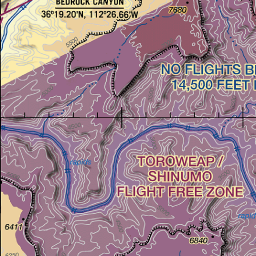 BEDROCK CANYON
36°19.20"N, 112°26.66"W
7680
NO FLIGHTS B
14,500 FEET
TOROWEAP /
SHINUMO
FLIGHT FREE ZONE
6411
6840